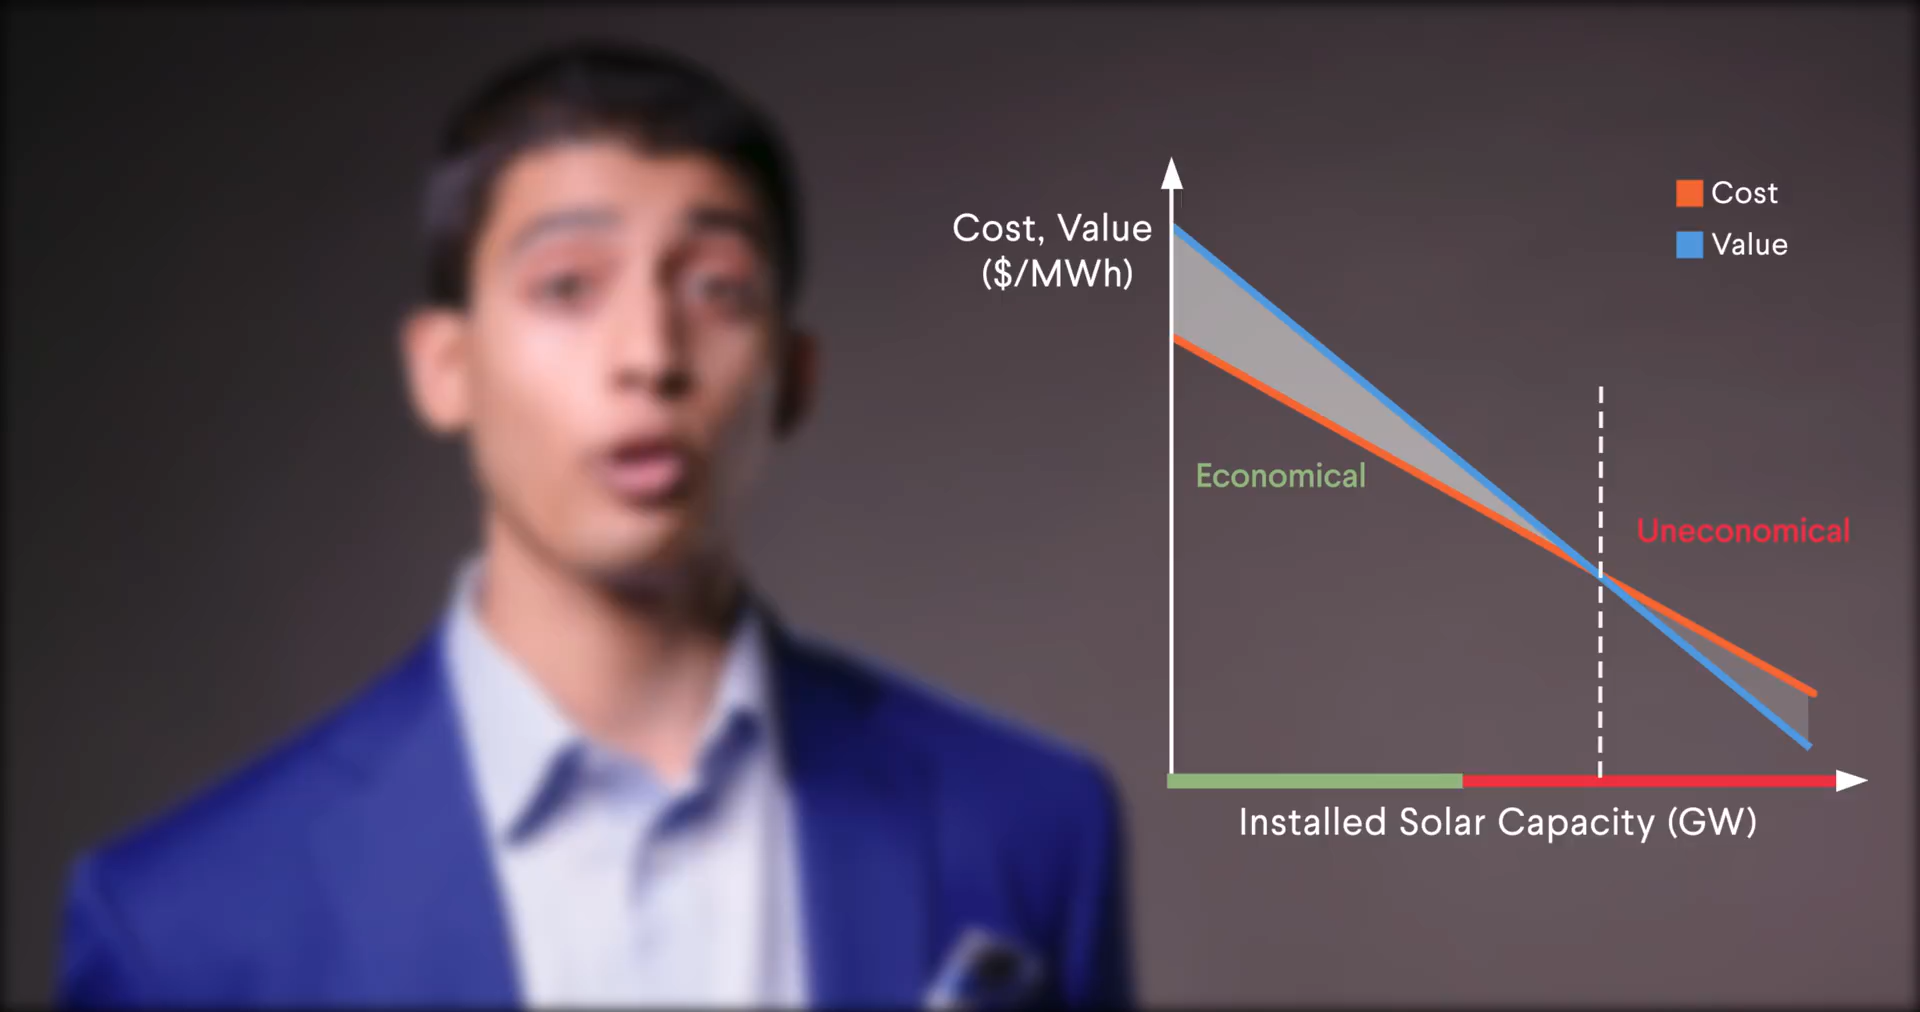 Cost, Value
($/MWh)
Cost
Value
Economical
Uneconomical
Installed Solar Capacity (GW)